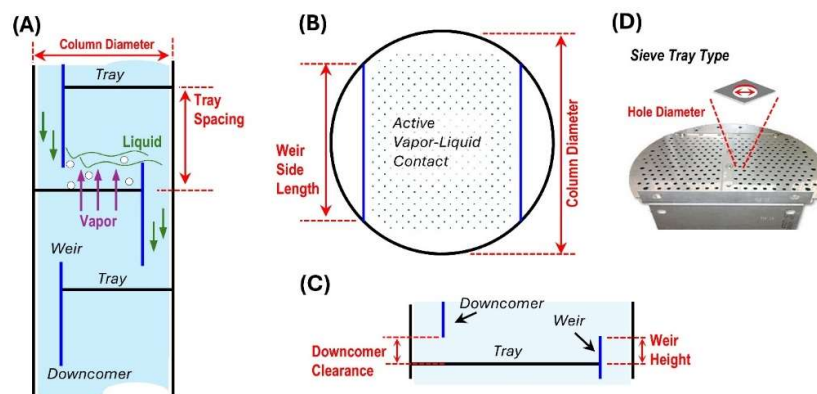 (A)
Column Diameter
Tray
Tray
Spacing
Liquid
Vapor
Weir
Tray
Downcomer
(B)
Weir Side
Length
Active
Vapor-Liquid
Contact
Column Diameter
(C)
Downcomer
Weir
Downcomer
Clearance
Tray
Weir
Height
(D)
Sieve Tray Type
Hole Diameter